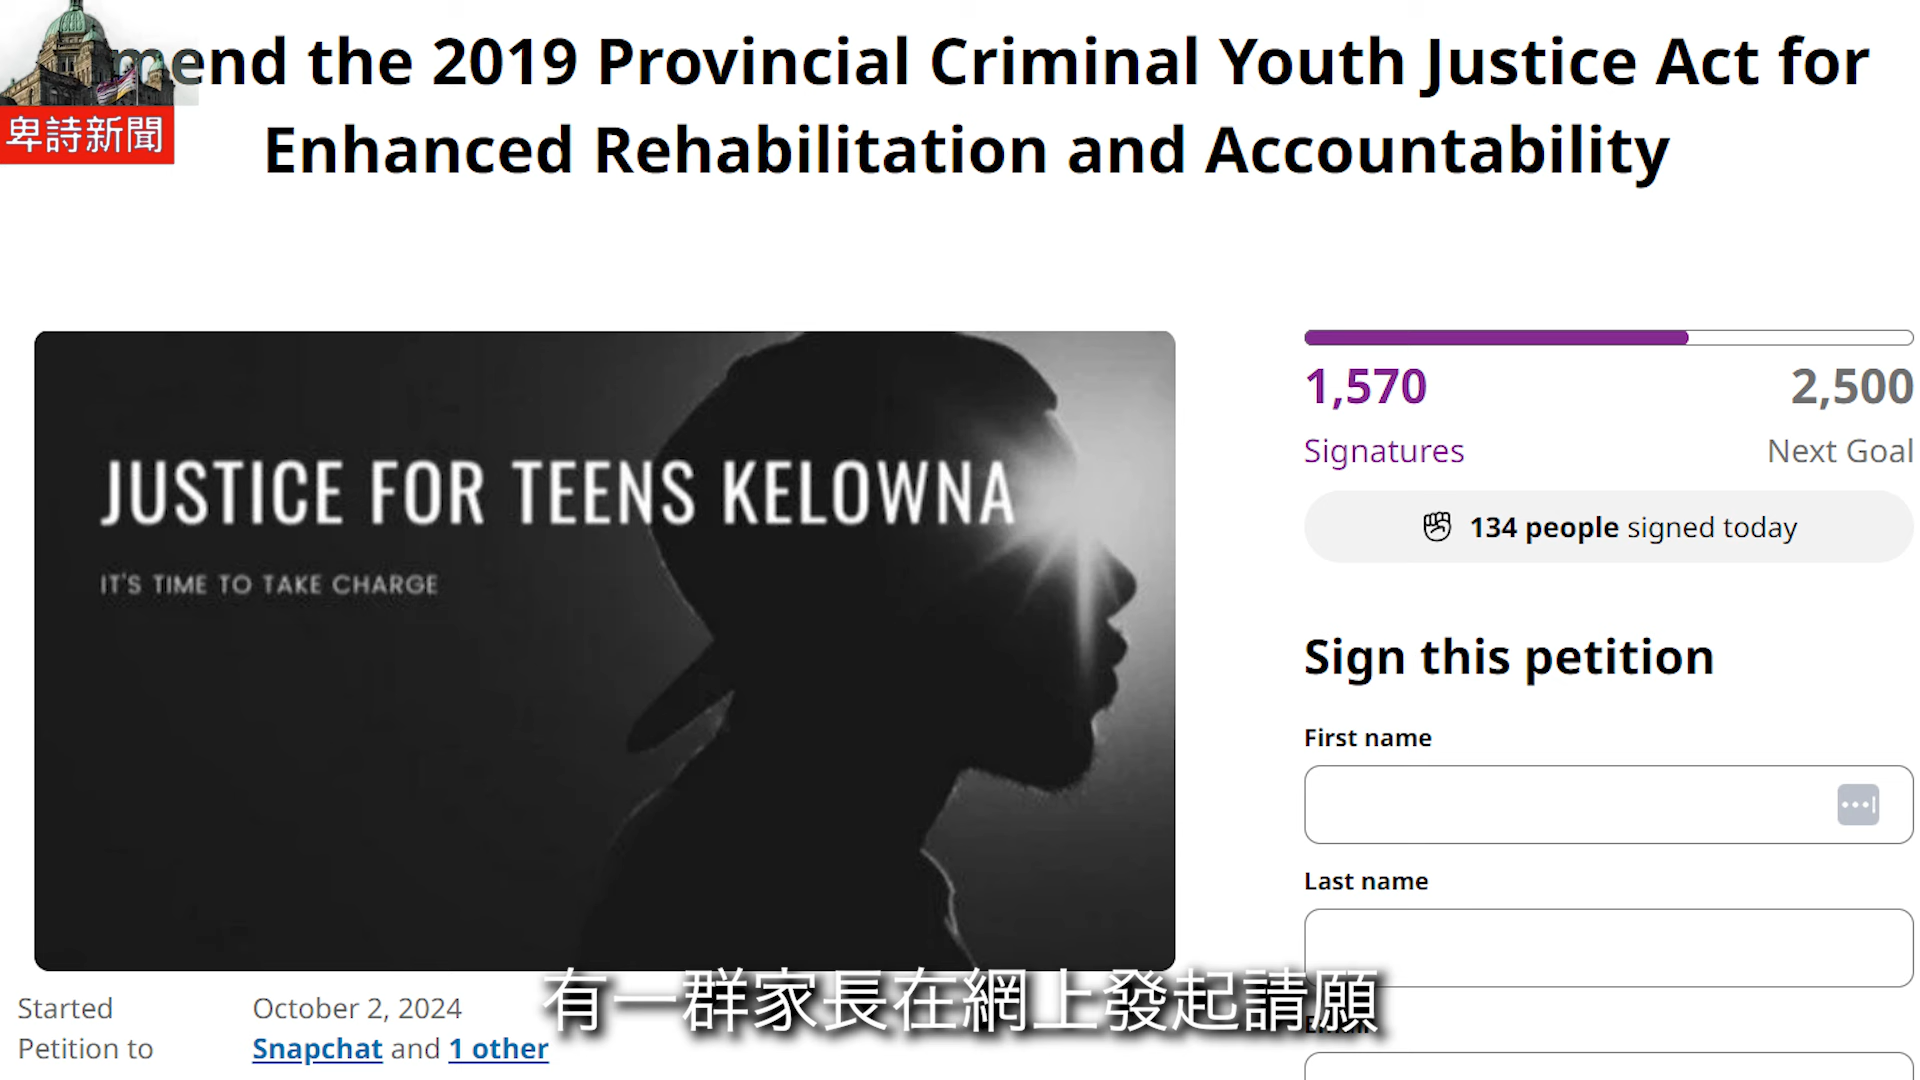 mend the 2019 Provincial Criminal Youth Justice Act for
Enhanced Rehabilitation and Accountability
卑詩新聞
JUSTICE FOR TEENS KELOWNA
IT'S TIME TO TAKE CHARGE
1,570
2,500
Signatures
Next Goal
134 people signed today
Sign this petition
First name
Last name
Email
Started
October 2, 2024
Petition to
Snapchat and 1 other
有一群家長在網上發起請願